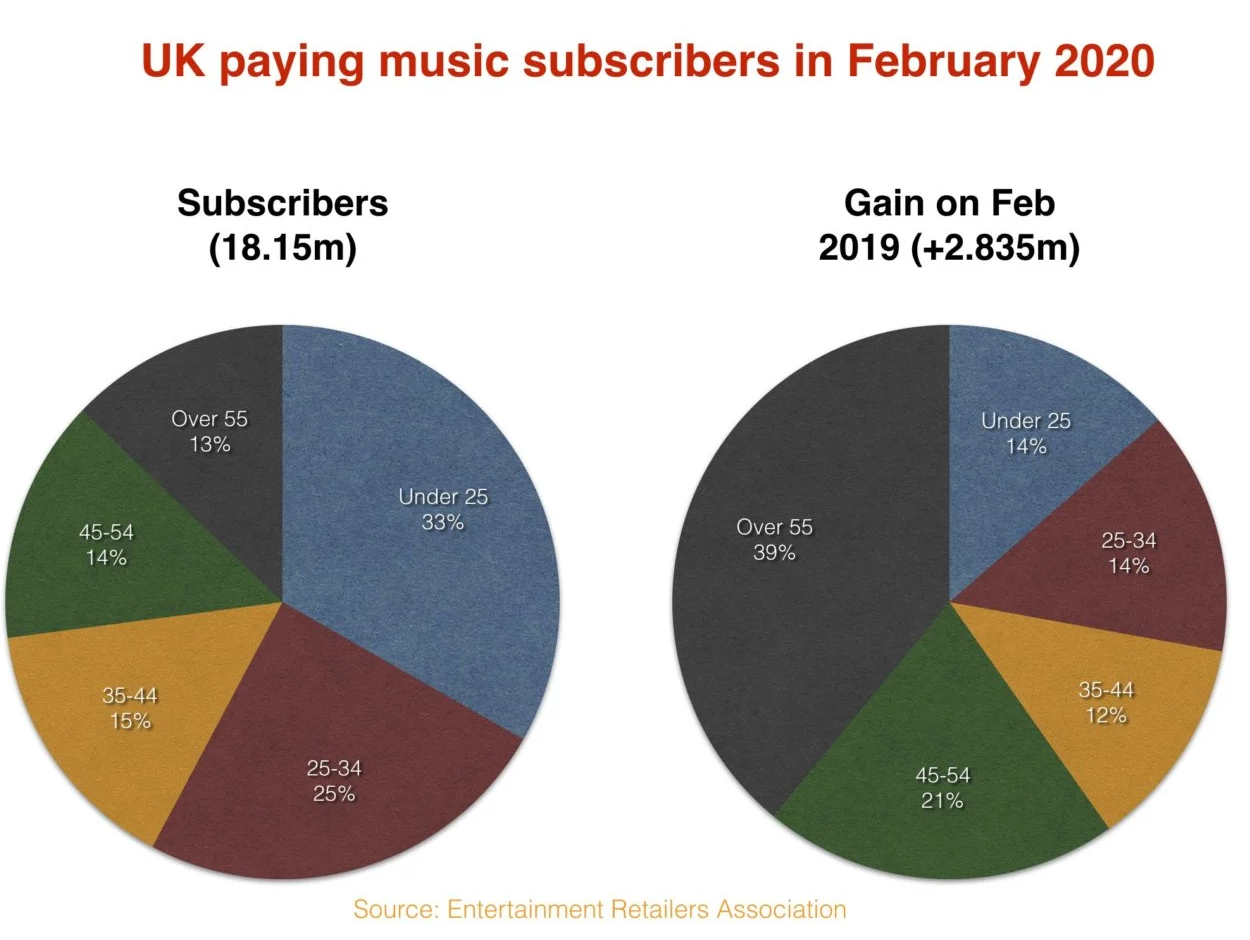 UK paying music subscribers in February 2020
Subscribers
(18.15m)
Over 55
13%
Under 25
33%
45-54
14%
35-44
15%
25-34
25%
Gain on Feb
2019 (+2.835m)
Under 25
14%
Over 55
39%
25-34
14%
35-44
12%
45-54
21%
Source: Entertainment Retailers Association